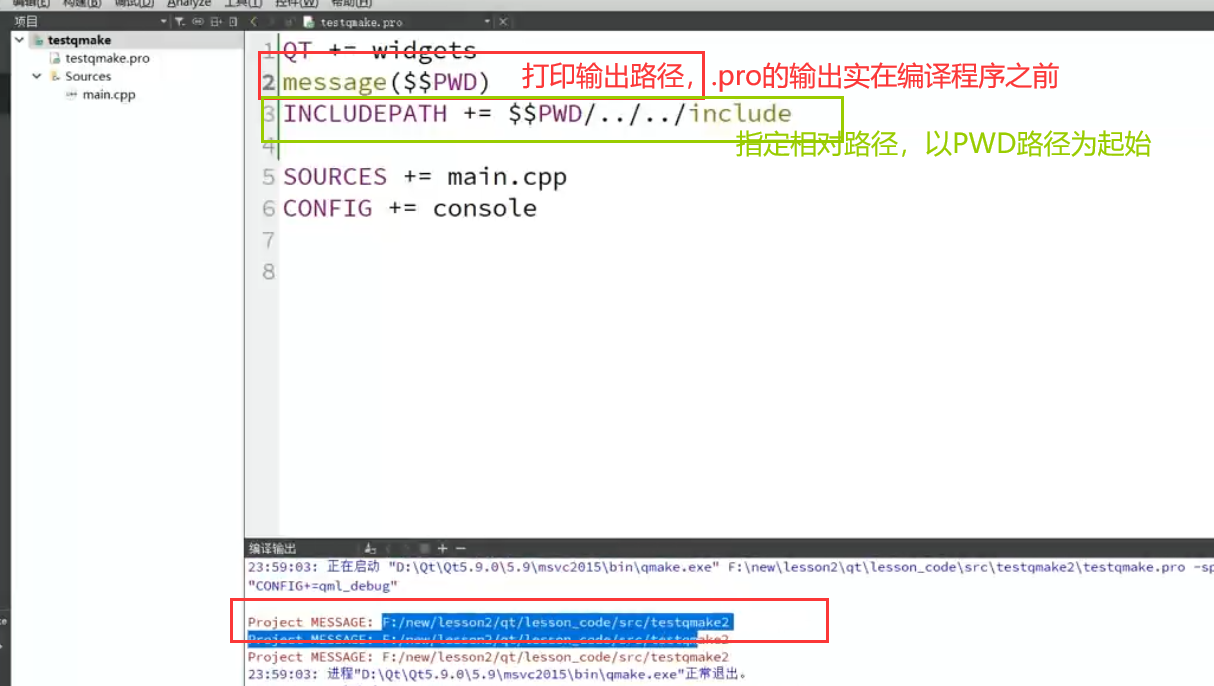 编辑(E) 构建(B) 调试(D) Analyze 工具(T) 控件(W) 帮助(H)
项目
testqmake.pro
testqmake
testqmake.pro
Sources
main.cpp
1 QT += widgets
2 message($$PWD)
打印输出路径，.pro的输出实在编译程序之前
3 INCLUDEPATH += $$PWD/../../include
4
指定相对路径，以PWD路径为起始
5 SOURCES += main.cpp
6 CONFIG += console
7
8
编译输出
23:59:03: 正在启动 "D:\Qt\Qt5.9.0\5.9\msvc2015\bin\qmake.exe" F:\new\lesson2\qt\lesson_code\src\testqmake2\testqmake.pro -sp
"CONFIG+=qml_debug"
Project MESSAGE: F:/new/lesson2/qt/lesson_code/src/testqmake2
Project MESSAGE: F:/new/lesson2/qt/lesson_code/src/testqmake2
Project MESSAGE: F:/new/lesson2/qt/lesson_code/src/testqmake2
23:59:03: 进程"D:\Qt\Qt5.9.0\5.9\msvc2015\bin\qmake.exe"正常退出。